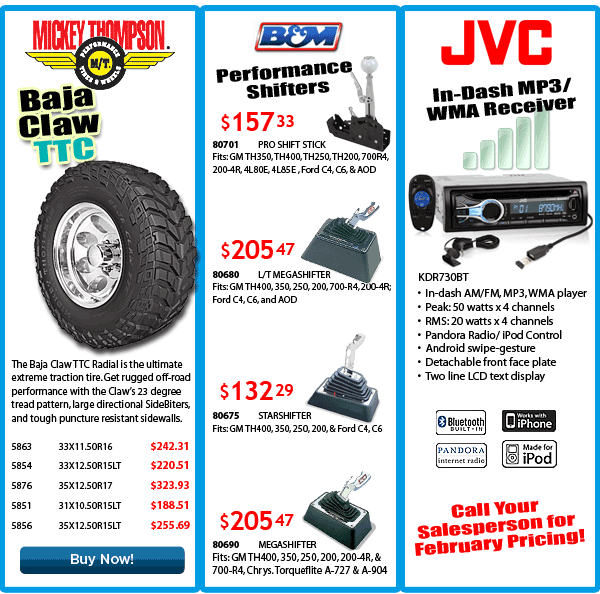 MICKEY THOMPSON
PERFORMANCE
M/T
TIRES & WHEELS
Baja
Claw
TTC
The Baja Claw TTC Radial is the ultimate
extreme traction tire. Get rugged off-road
performance with the Claw's 23 degree
tread pattern, large directional SideBiters,
and tough puncture resistant sidewalls.
5863 33X11.50R16 $242.31
5854 33X12.50R15LT $220.51
5876 35X12.50R17 $323.93
5851 31X10.50R15LT $188.51
5856 35X12.50R15LT $255.69
Buy Now!
B&M
Performance
Shifters
$157 33
80701 PRO SHIFT STICK
Fits: GM TH350, TH400, TH250, TH200, 700R4,
200-4R, 4L80E, 4L85E , Ford C4, C6, & AOD
$205 47
80680 L/T MEGASHIFTER
Fits: GM TH400, 350, 250, 200, 700-R4, 200-4R;
Ford C4, C6, and AOD
$132 29
80675 STARSHIFTER
Fits: GM TH400, 350, 250, 200, & Ford C4, C6
$205 47
80690 MEGASHIFTER
Fits: GM TH400, 350, 250, 200, 200-4R, &
700-R4, Chrys. Torqueflite A-727 & A-904
JVC
In-Dash MP3/
WMA Receiver
KDR730BT
• In-dash AM/FM, MP3, WMA player
• Peak: 50 watts x 4 channels
• RMS: 20 watts x 4 channels
• Pandora Radio/ iPod Control
• Android swipe-gesture
• Detachable front face plate
• Two line LCD text display
Bluetooth
BUILT-IN
Works with
iPhone
PANDORA
internet radio
Made for
iPod
Call Your
Salesperson for
February Pricing!